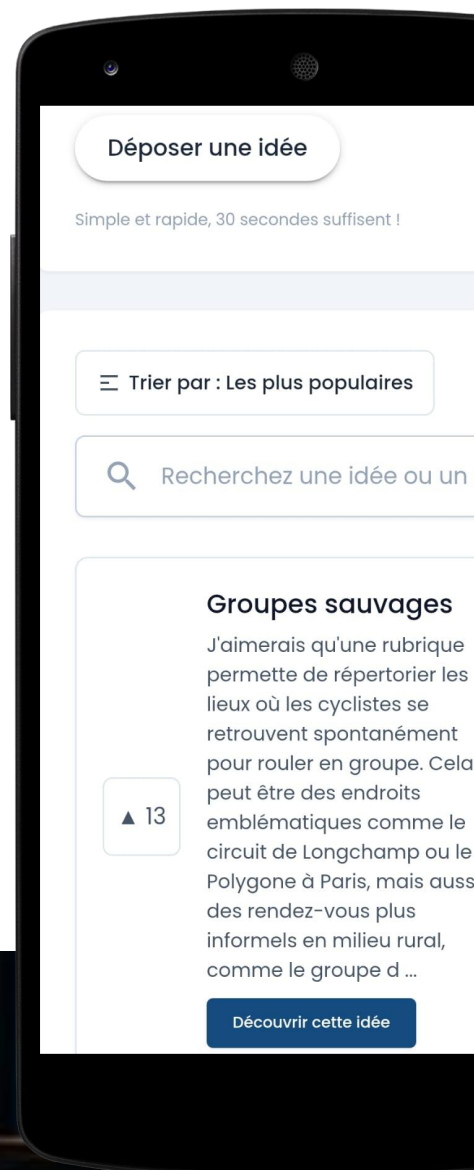 Déposer une idée
Simple et rapide, 30 secondes suffisent !
Trier par : Les plus populaires
Recherchez une idée ou un
Groupes sauvages
J'aimerais qu'une rubrique
permette de répertorier les
lieux où les cyclistes se
retrouvent spontanément
pour rouler en groupe. Cela
peut être des endroits
emblématiques comme le
circuit de Longchamp ou le
Polygone à Paris, mais auss
des rendez-vous plus
informels en milieu rural,
comme le groupe d ...
▲ 13
Découvrir cette idée